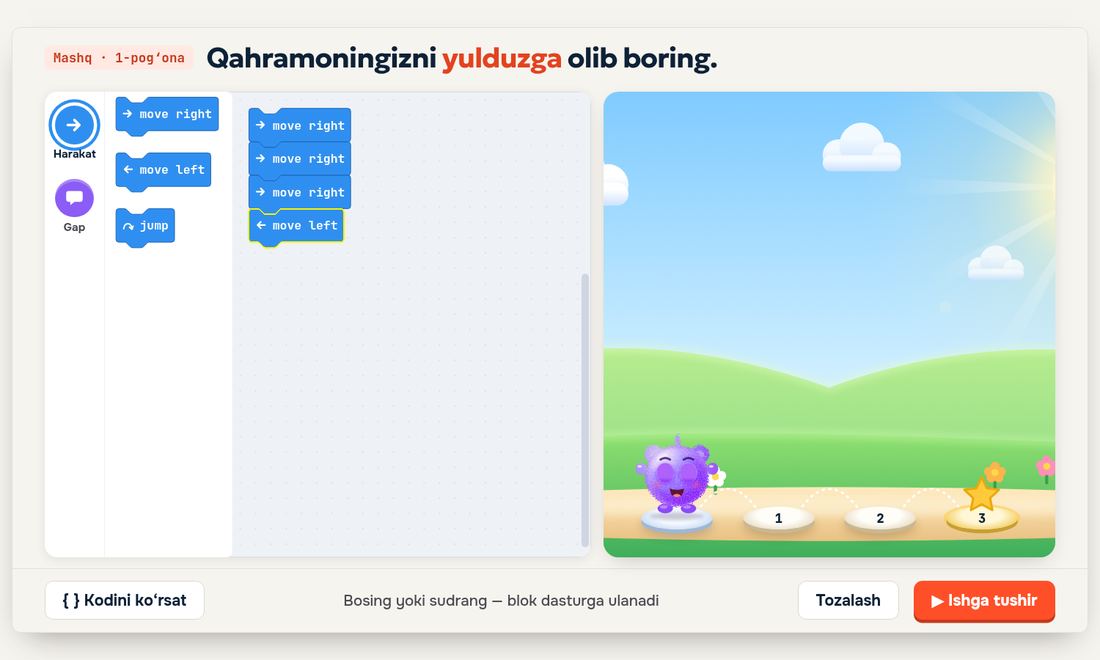 Mashq · 1-pog‘ona
Qahramoningizni yulduzga olib boring.
Harakat
Gap
→ move right
← move left
jump
→ move right
→ move right
→ move right
← move left
1
2
3
{ } Kodini ko‘rsat
Bosing yoki sudrang — blok dasturga ulanadi
Tozalash
▶ Ishga tushir